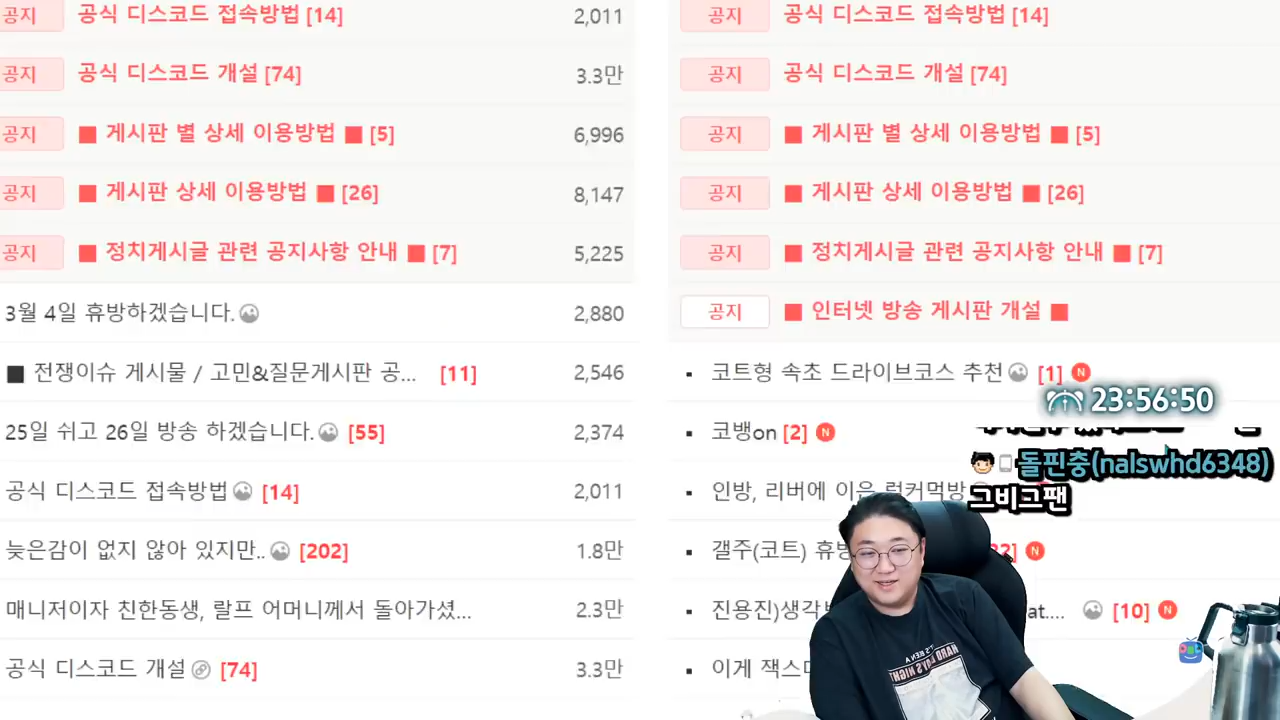 공지 공식 디스코드 접속방법 [14] 2,011
공지 공식 디스코드 개설 [74] 3.3만
공지 ■ 게시판 별 상세 이용방법 ■ [5] 6,996
공지 ■ 게시판 상세 이용방법 ■ [26] 8,147
공지 ■ 정치게시글 관련 공지사항 안내 ■ [7] 5,225
3월 4일 휴방하겠습니다. 2,880
■ 전쟁이슈 게시물 / 고민&질문게시판 공... [11] 2,546
25일 쉬고 26일 방송 하겠습니다. [55] 2,374
공식 디스코드 접속방법 [14] 2,011
늦은감이 없지 않아 있지만.. [202] 1.8만
매니저이자 친한동생, 랄프 어머니께서 돌아가셨... 2.3만
공식 디스코드 개설 [74] 3.3만
공지 공식 디스코드 접속방법 [14]
공지 공식 디스코드 개설 [74]
공지 ■ 게시판 별 상세 이용방법 ■ [5]
공지 ■ 게시판 상세 이용방법 ■ [26]
공지 ■ 정치게시글 관련 공지사항 안내 ■ [7]
공지 ■ 인터넷 방송 게시판 개설 ■
▪ 코트형 속초 드라이브코스 추천 [1] N
▪ 코뱅on [2] N
▪ 인방, 리버에 이은 럴커먹방
▪ 갤주(코트) 휴방 N
▪ 진용진)생각 at.... [10] N
▪ 이게 잭스
23:56:50
돌핀충(nalswhd6348)
그비그팬